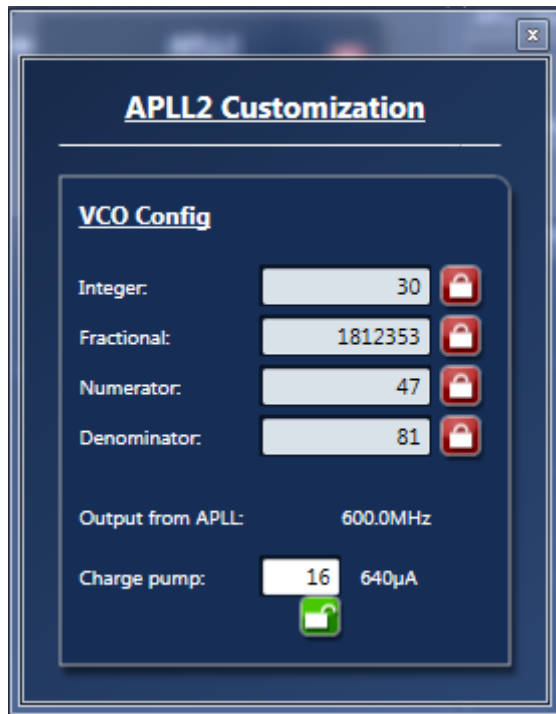 x
APLL2 Customization
VCO Config
Integer: 30
Fractional: 1812353
Numerator: 47
Denominator: 81
Output from APLL: 600.0MHz
Charge pump: 16 640µA